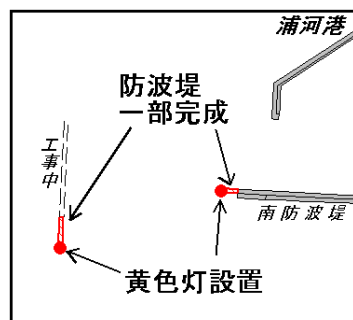 浦河港
防波堤
一部完成
工事中
南防波堤
黄色灯設置